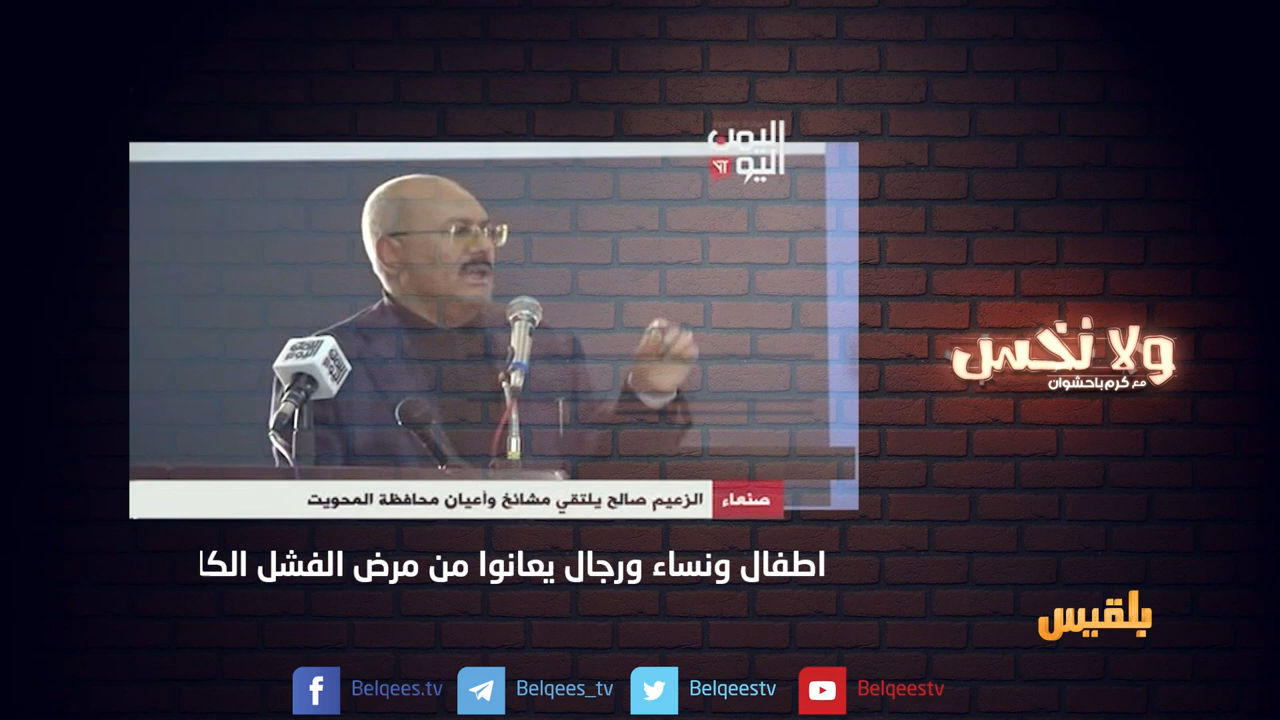 اليمن
اليوم
ولا نخس
مع كرم باحشوان
صنعاء
الزعيم صالح يلتقي مشائخ وأعيان محافظة المحويت
اطفال ونساء ورجال يعانوا من مرض الفشل الكا
بلقيس
Belqees.tv
Belqees_tv
Belqeestv
Belqeestv